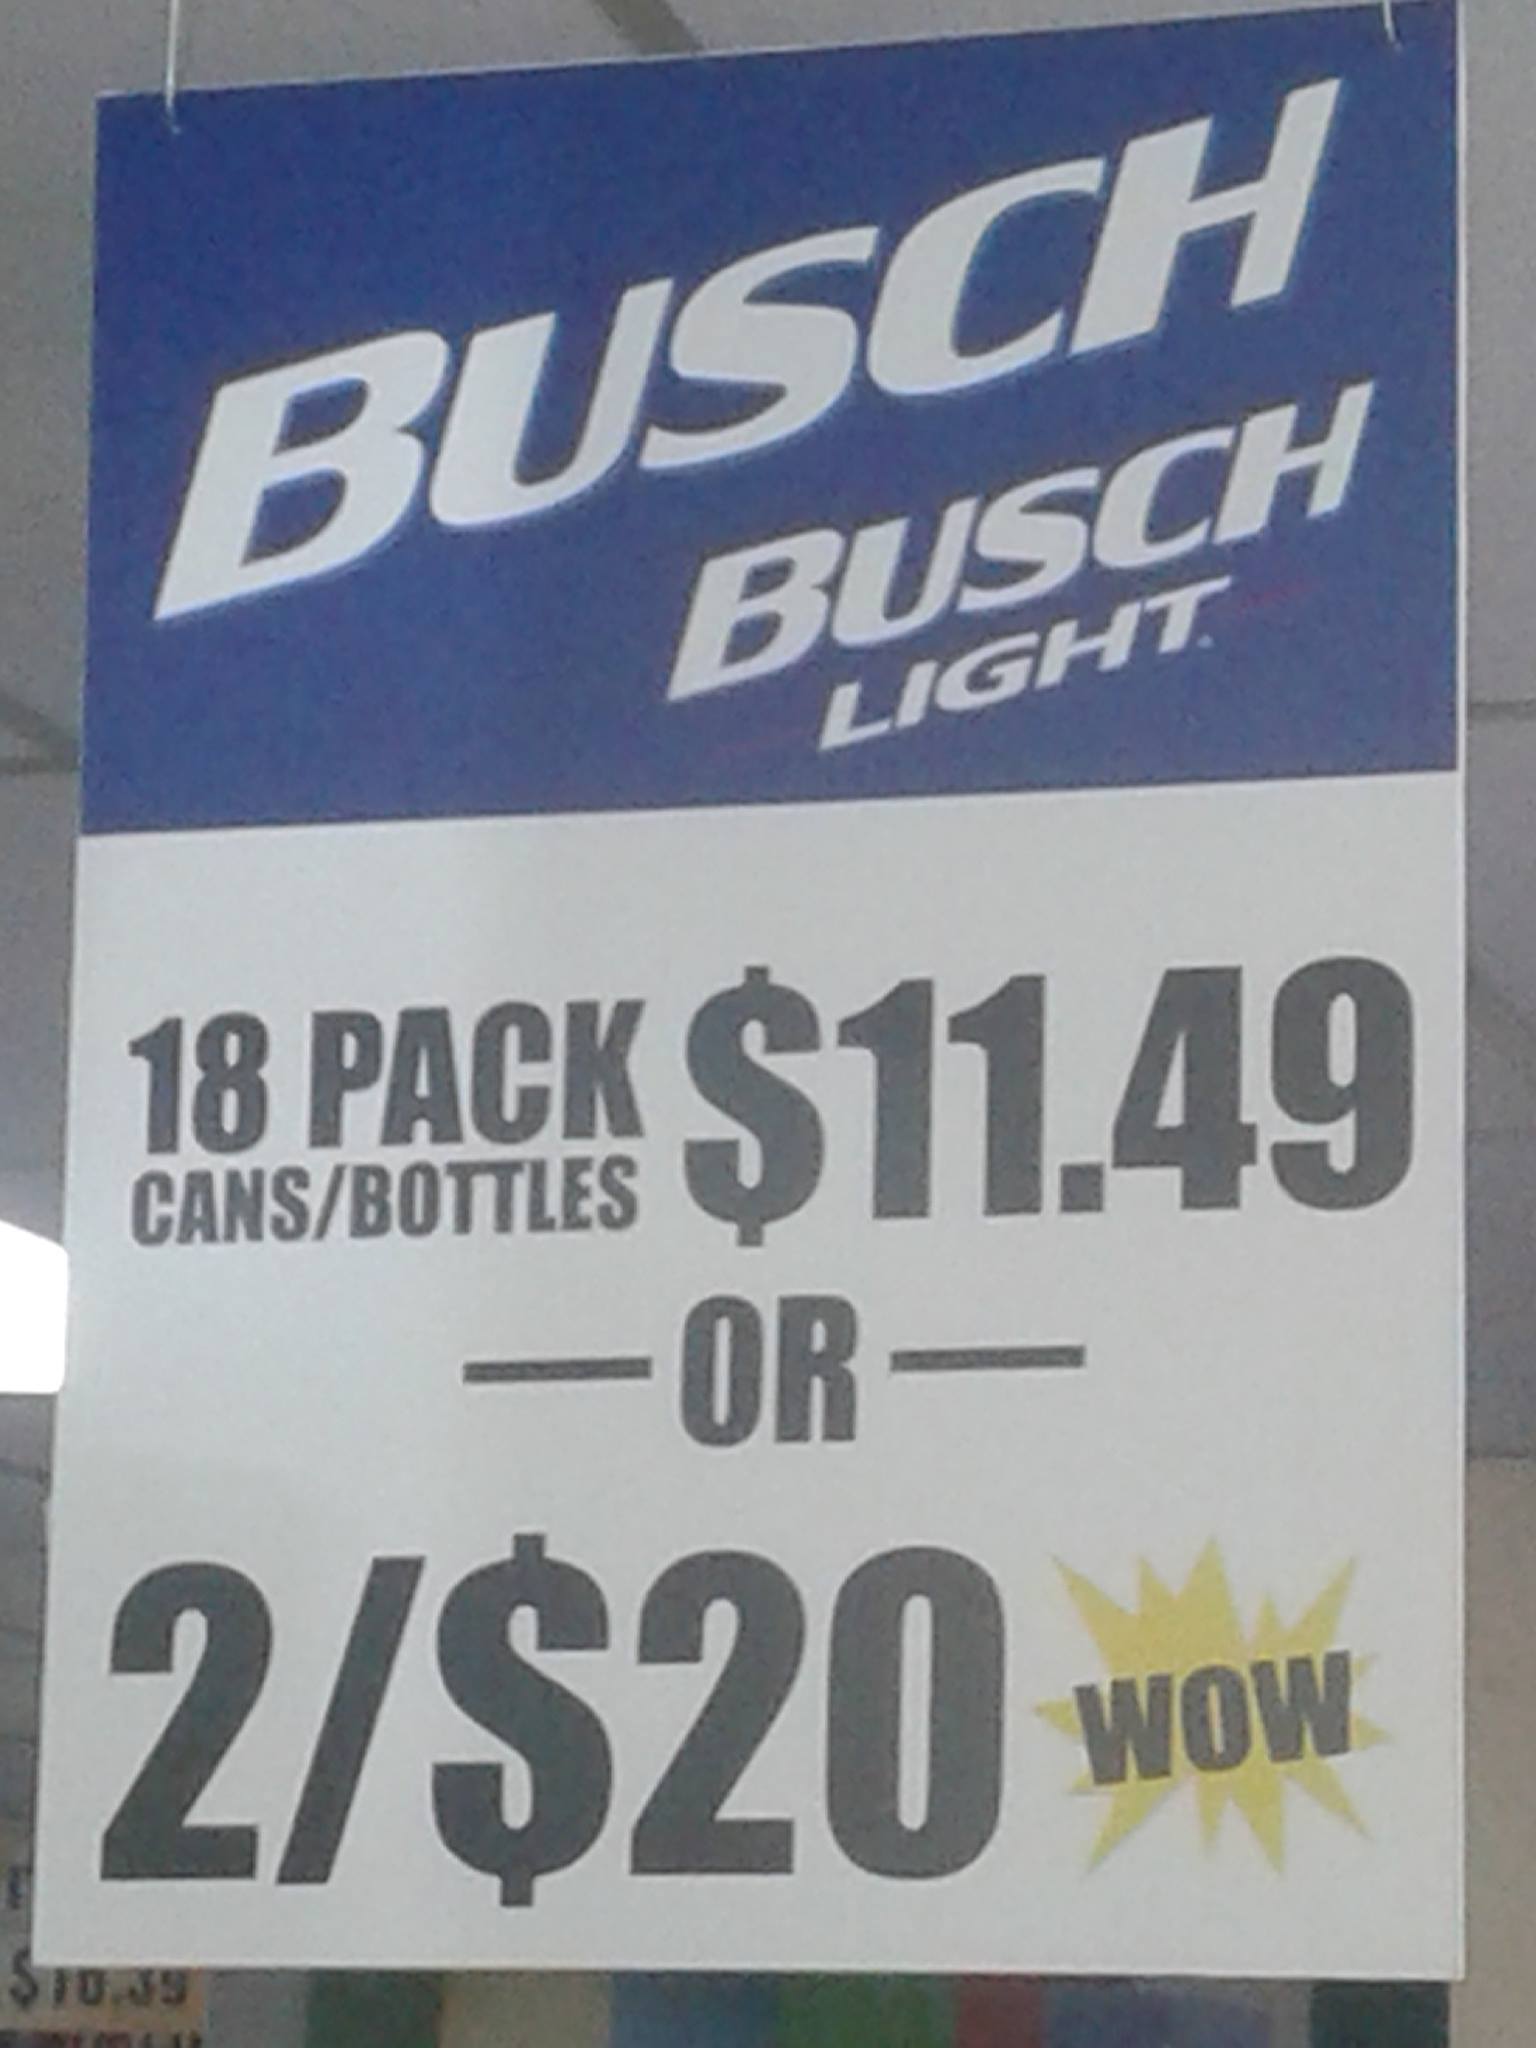 BUSCH
BUSCH
LIGHT
18 PACK $11.49
CANS/BOTTLES
— OR —
2/$20 WOW